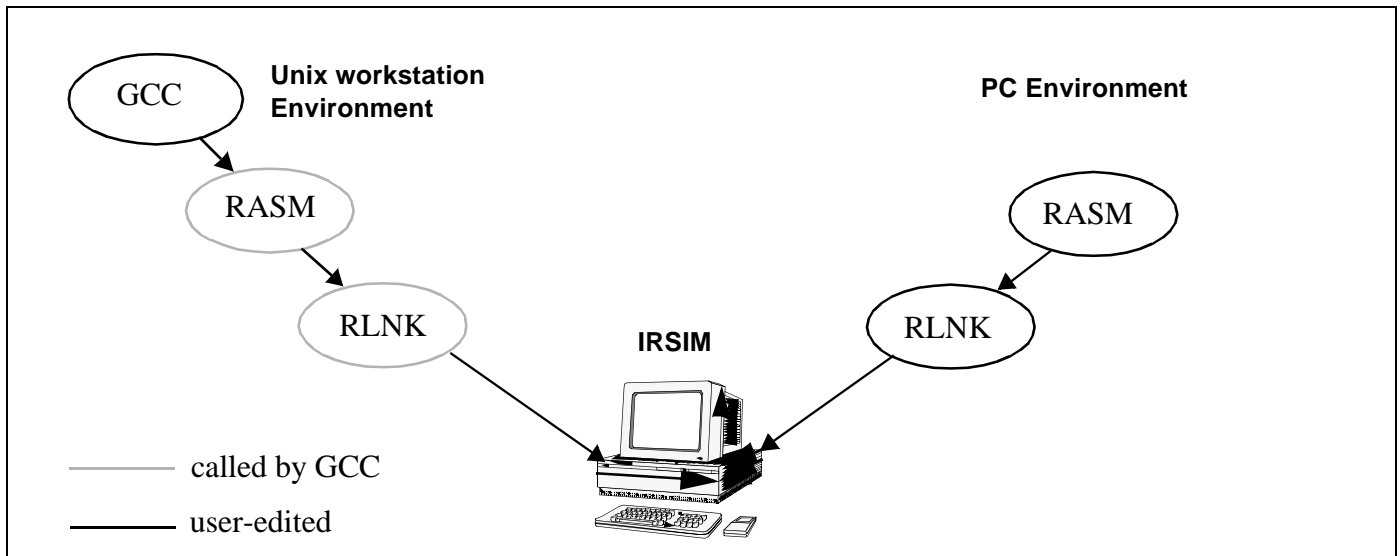 GCC
Unix workstation
Environment
PC Environment
RASM
RASM
RLNK
RLNK
IRSIM
called by GCC
user-edited